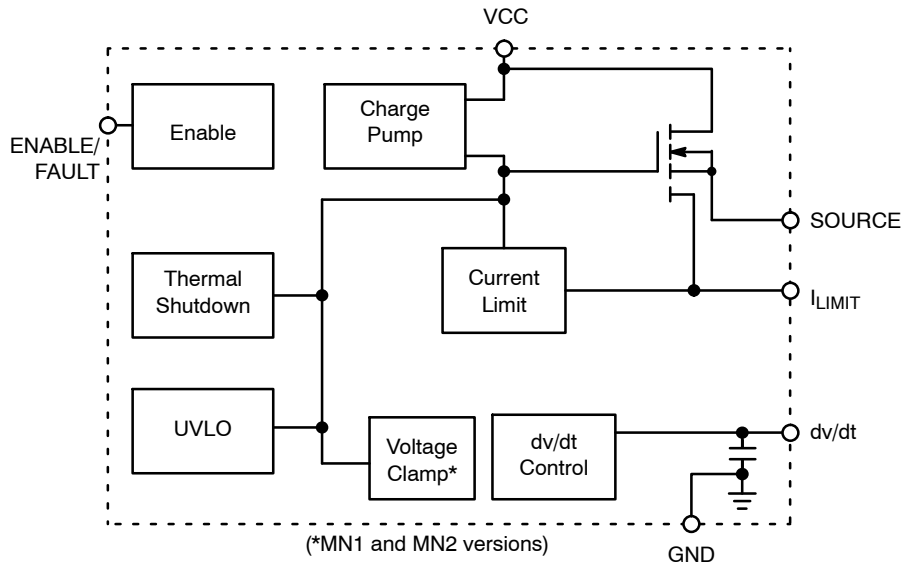 VCC
Enable
Charge
Pump
ENABLE/
FAULT
SOURCE
Thermal
Shutdown
Current
Limit
ILIMIT
UVLO
Voltage
Clamp*
dv/dt
Control
dv/dt
(*MN1 and MN2 versions)
GND